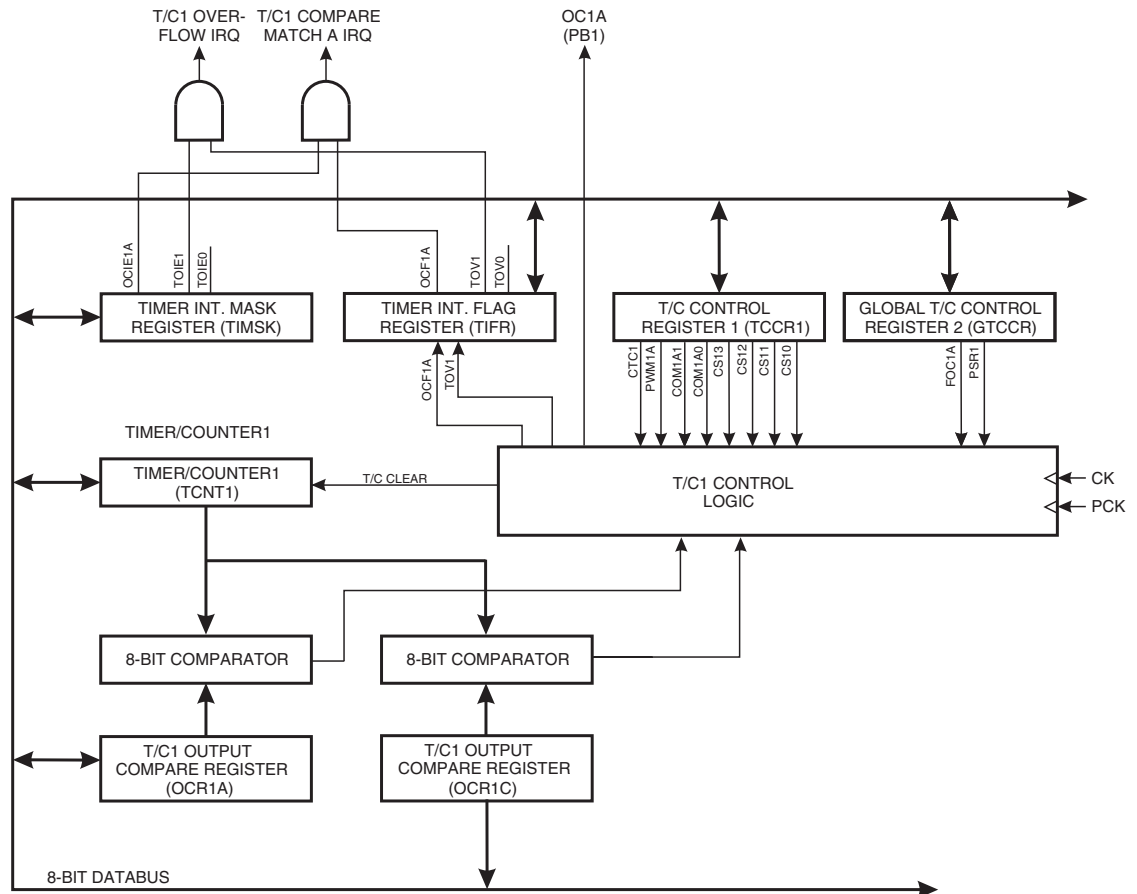 T/C1 OVER-
FLOW IRQ
T/C1 COMPARE
MATCH A IRQ
OC1A
(PB1)
OCIE1A
TOIE1
TOIE0
OCF1A
TOV1
TOV0
TIMER INT. MASK
REGISTER (TIMSK)
TIMER INT. FLAG
REGISTER (TIFR)
T/C CONTROL
REGISTER 1 (TCCR1)
GLOBAL T/C CONTROL
REGISTER 2 (GTCCR)
OCF1A
TOV1
CTC1
PWM1A
COM1A1
COM1A0
CS13
CS12
CS11
CS10
FOC1A
PSR1
TIMER/COUNTER1
TIMER/COUNTER1
(TCNT1)
T/C CLEAR
T/C1 CONTROL
LOGIC
CK
PCK
8-BIT COMPARATOR
8-BIT COMPARATOR
T/C1 OUTPUT
COMPARE REGISTER
(OCR1A)
T/C1 OUTPUT
COMPARE REGISTER
(OCR1C)
8-BIT DATABUS